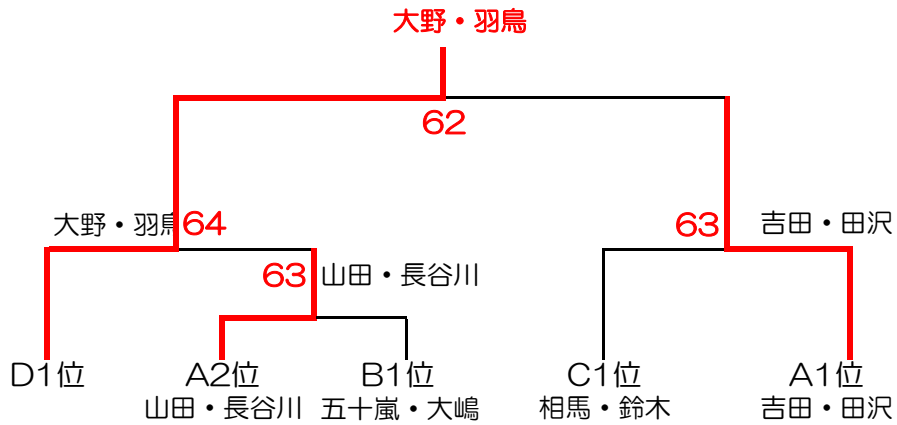 大野・羽鳥
62
大野・羽鳥
64
63
吉田・田沢
63
山田・長谷川
D1位
A2位
B1位
C1位
A1位
山田・長谷川
五十嵐・大嶋
相馬・鈴木
吉田・田沢